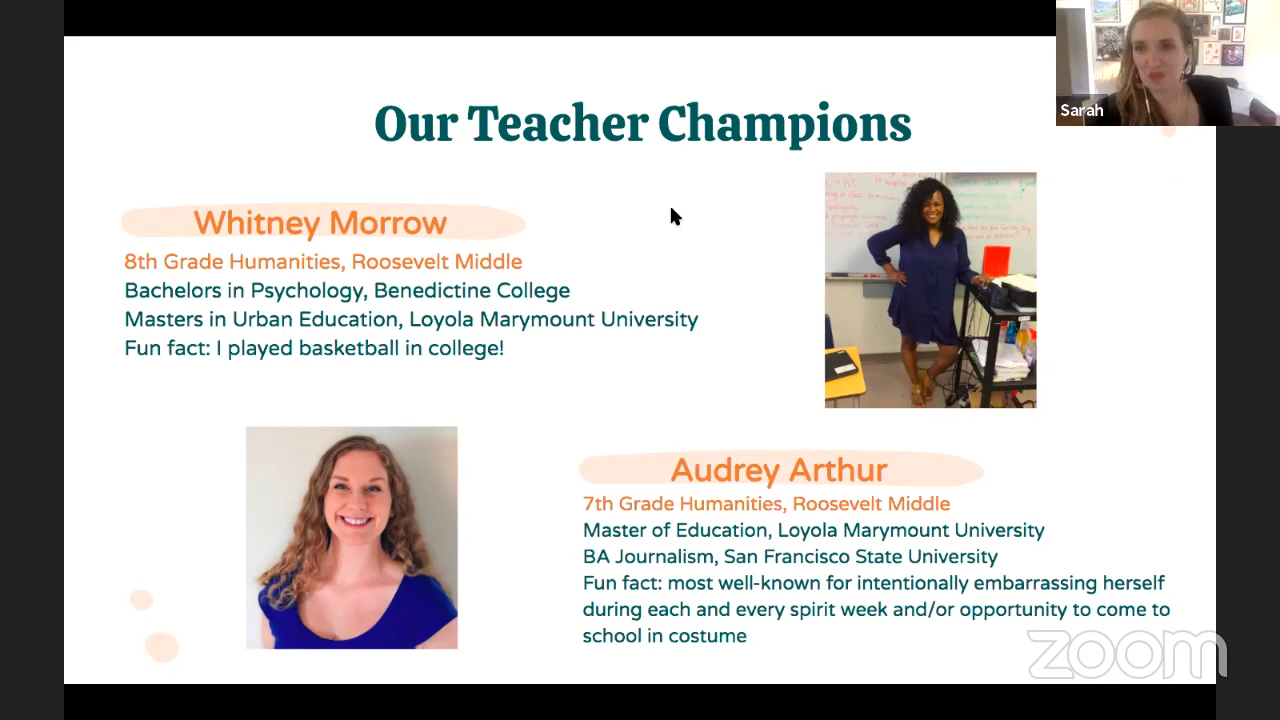 Our Teacher Champions
Sarah
Whitney Morrow
8th Grade Humanities, Roosevelt Middle
Bachelors in Psychology, Benedictine College
Masters in Urban Education, Loyola Marymount University
Fun fact: I played basketball in college!
Audrey Arthur
7th Grade Humanities, Roosevelt Middle
Master of Education, Loyola Marymount University
BA Journalism, San Francisco State University
Fun fact: most well-known for intentionally embarrassing herself
during each and every spirit week and/or opportunity to come to
school in costume
zoom